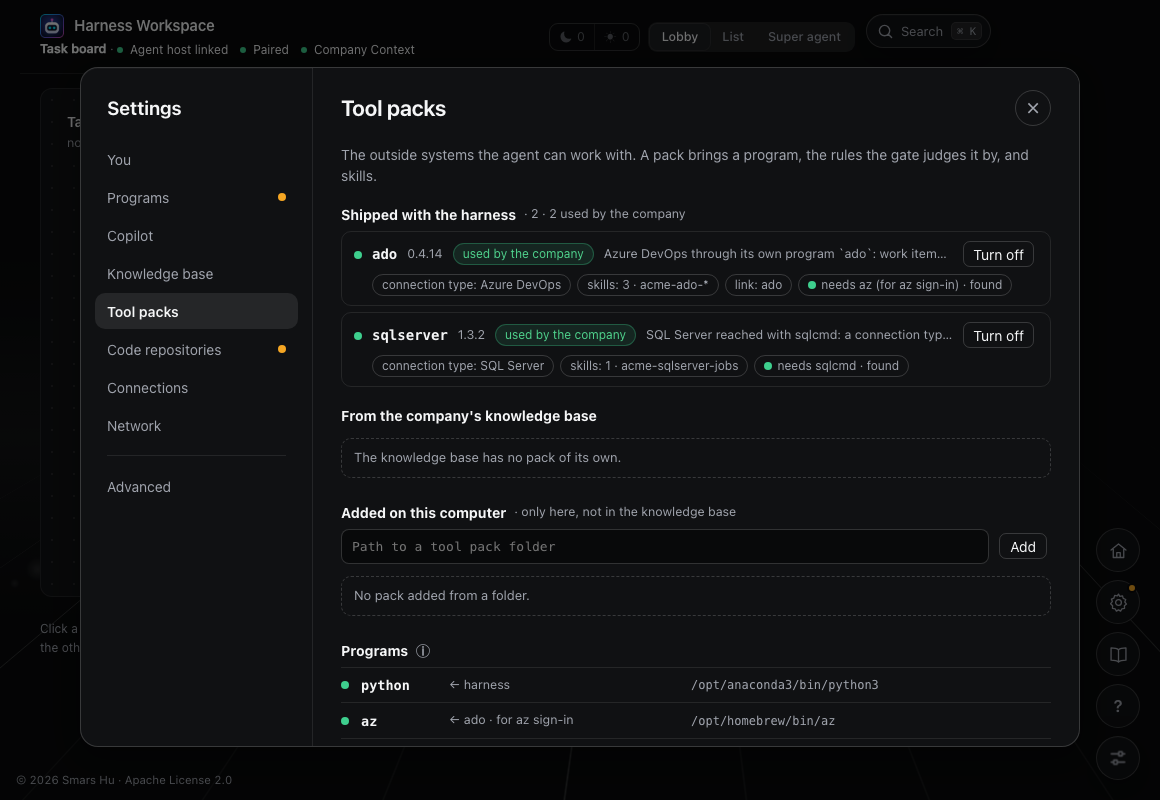 Harness Workspace
Task board · Agent host linked Paired Company Context
0 0
Lobby List Super agent
Search ⌘ K
Settings
You
Programs
Copilot
Knowledge base
Tool packs
Code repositories
Connections
Network
Advanced
Tool packs
The outside systems the agent can work with. A pack brings a program, the rules the gate judges it by, and
skills.
Shipped with the harness · 2 · 2 used by the company
ado 0.4.14 used by the company Azure DevOps through its own program `ado`: work item… Turn off
connection type: Azure DevOps skills: 3 · acme-ado-* link: ado needs az (for az sign-in) · found
sqlserver 1.3.2 used by the company SQL Server reached with sqlcmd: a connection typ… Turn off
connection type: SQL Server skills: 1 · acme-sqlserver-jobs needs sqlcmd · found
From the company's knowledge base
The knowledge base has no pack of its own.
Added on this computer · only here, not in the knowledge base
Path to a tool pack folder Add
No pack added from a folder.
Programs ⓘ
python ← harness /opt/anaconda3/bin/python3
az ← ado · for az sign-in /opt/homebrew/bin/az
Click a
the oth
?
© 2026 Smars Hu · Apache License 2.0